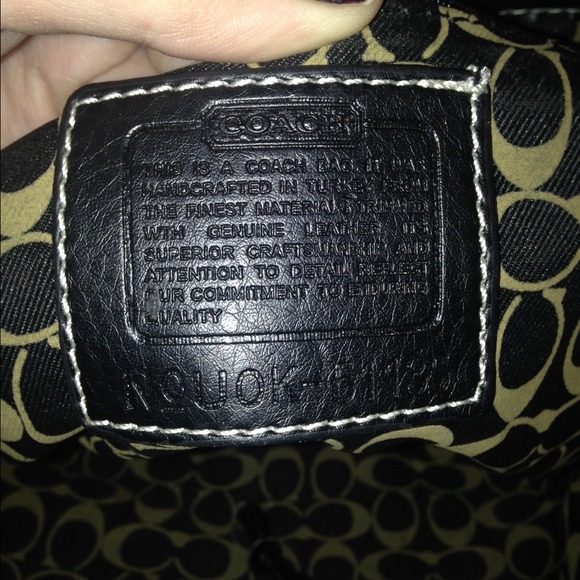 COACH
THIS IS A COACH BAG. IT WAS
HANDCRAFTED IN TURKEY FROM
THE FINEST MATERIALS TRIMMED
WITH GENUINE LEATHER. ITS
SUPERIOR CRAFTSMANSHIP AND
ATTENTION TO DETAIL REFLECT
OUR COMMITMENT TO ENDURING
QUALITY